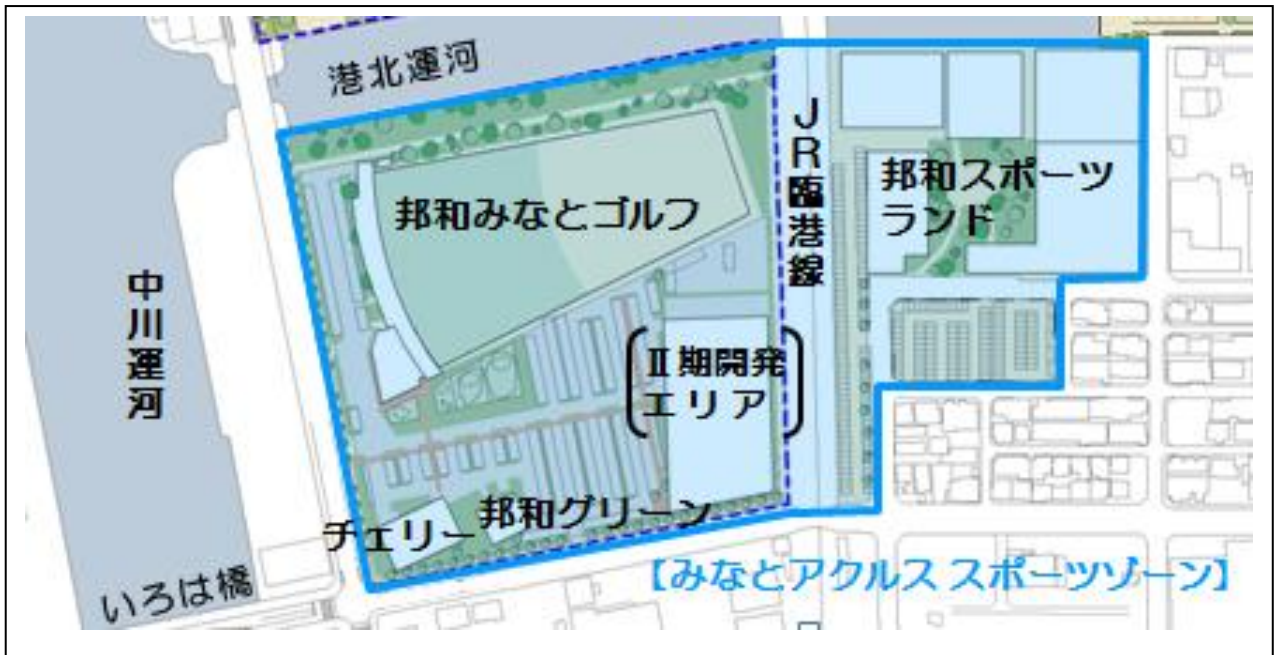 港北運河
JR臨港線
邦和スポーツ
ランド
邦和みなとゴルフ
中川運河
Ⅱ期開発
エリア
邦和グリーン
チェリー
いろは橋
【みなとアクルス スポーツゾーン】